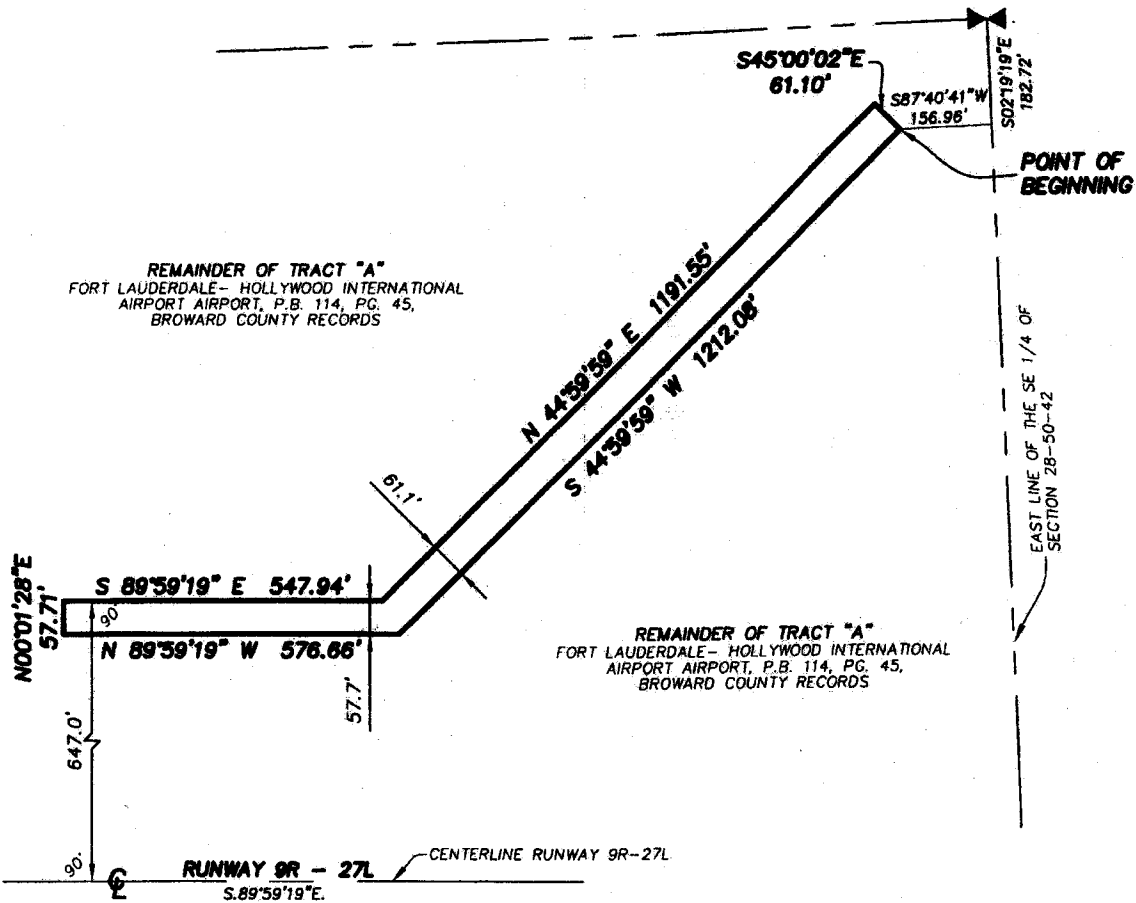 S45°00'02"E
61.10'
S87°40'41"W
156.96'
S02°19'19"E
182.72'
POINT OF
BEGINNING
REMAINDER OF TRACT "A"
FORT LAUDERDALE- HOLLYWOOD INTERNATIONAL
AIRPORT AIRPORT, P.B. 114, PG. 45,
BROWARD COUNTY RECORDS
N 44°59'59" E 1191.55'
S 44°59'59" W 1212.08'
61.1'
EAST LINE OF THE SE 1/4 OF
SECTION 28-50-42
N00°01'28"E
57.71'
S 89°59'19" E 547.94'
90°
N 89°59'19" W 576.66'
57.7'
REMAINDER OF TRACT "A"
FORT LAUDERDALE- HOLLYWOOD INTERNATIONAL
AIRPORT AIRPORT, P.B. 114, PG. 45,
BROWARD COUNTY RECORDS
647.0'
90°
℄
RUNWAY 9R - 27L
S.89°59'19"E.
CENTERLINE RUNWAY 9R-27L